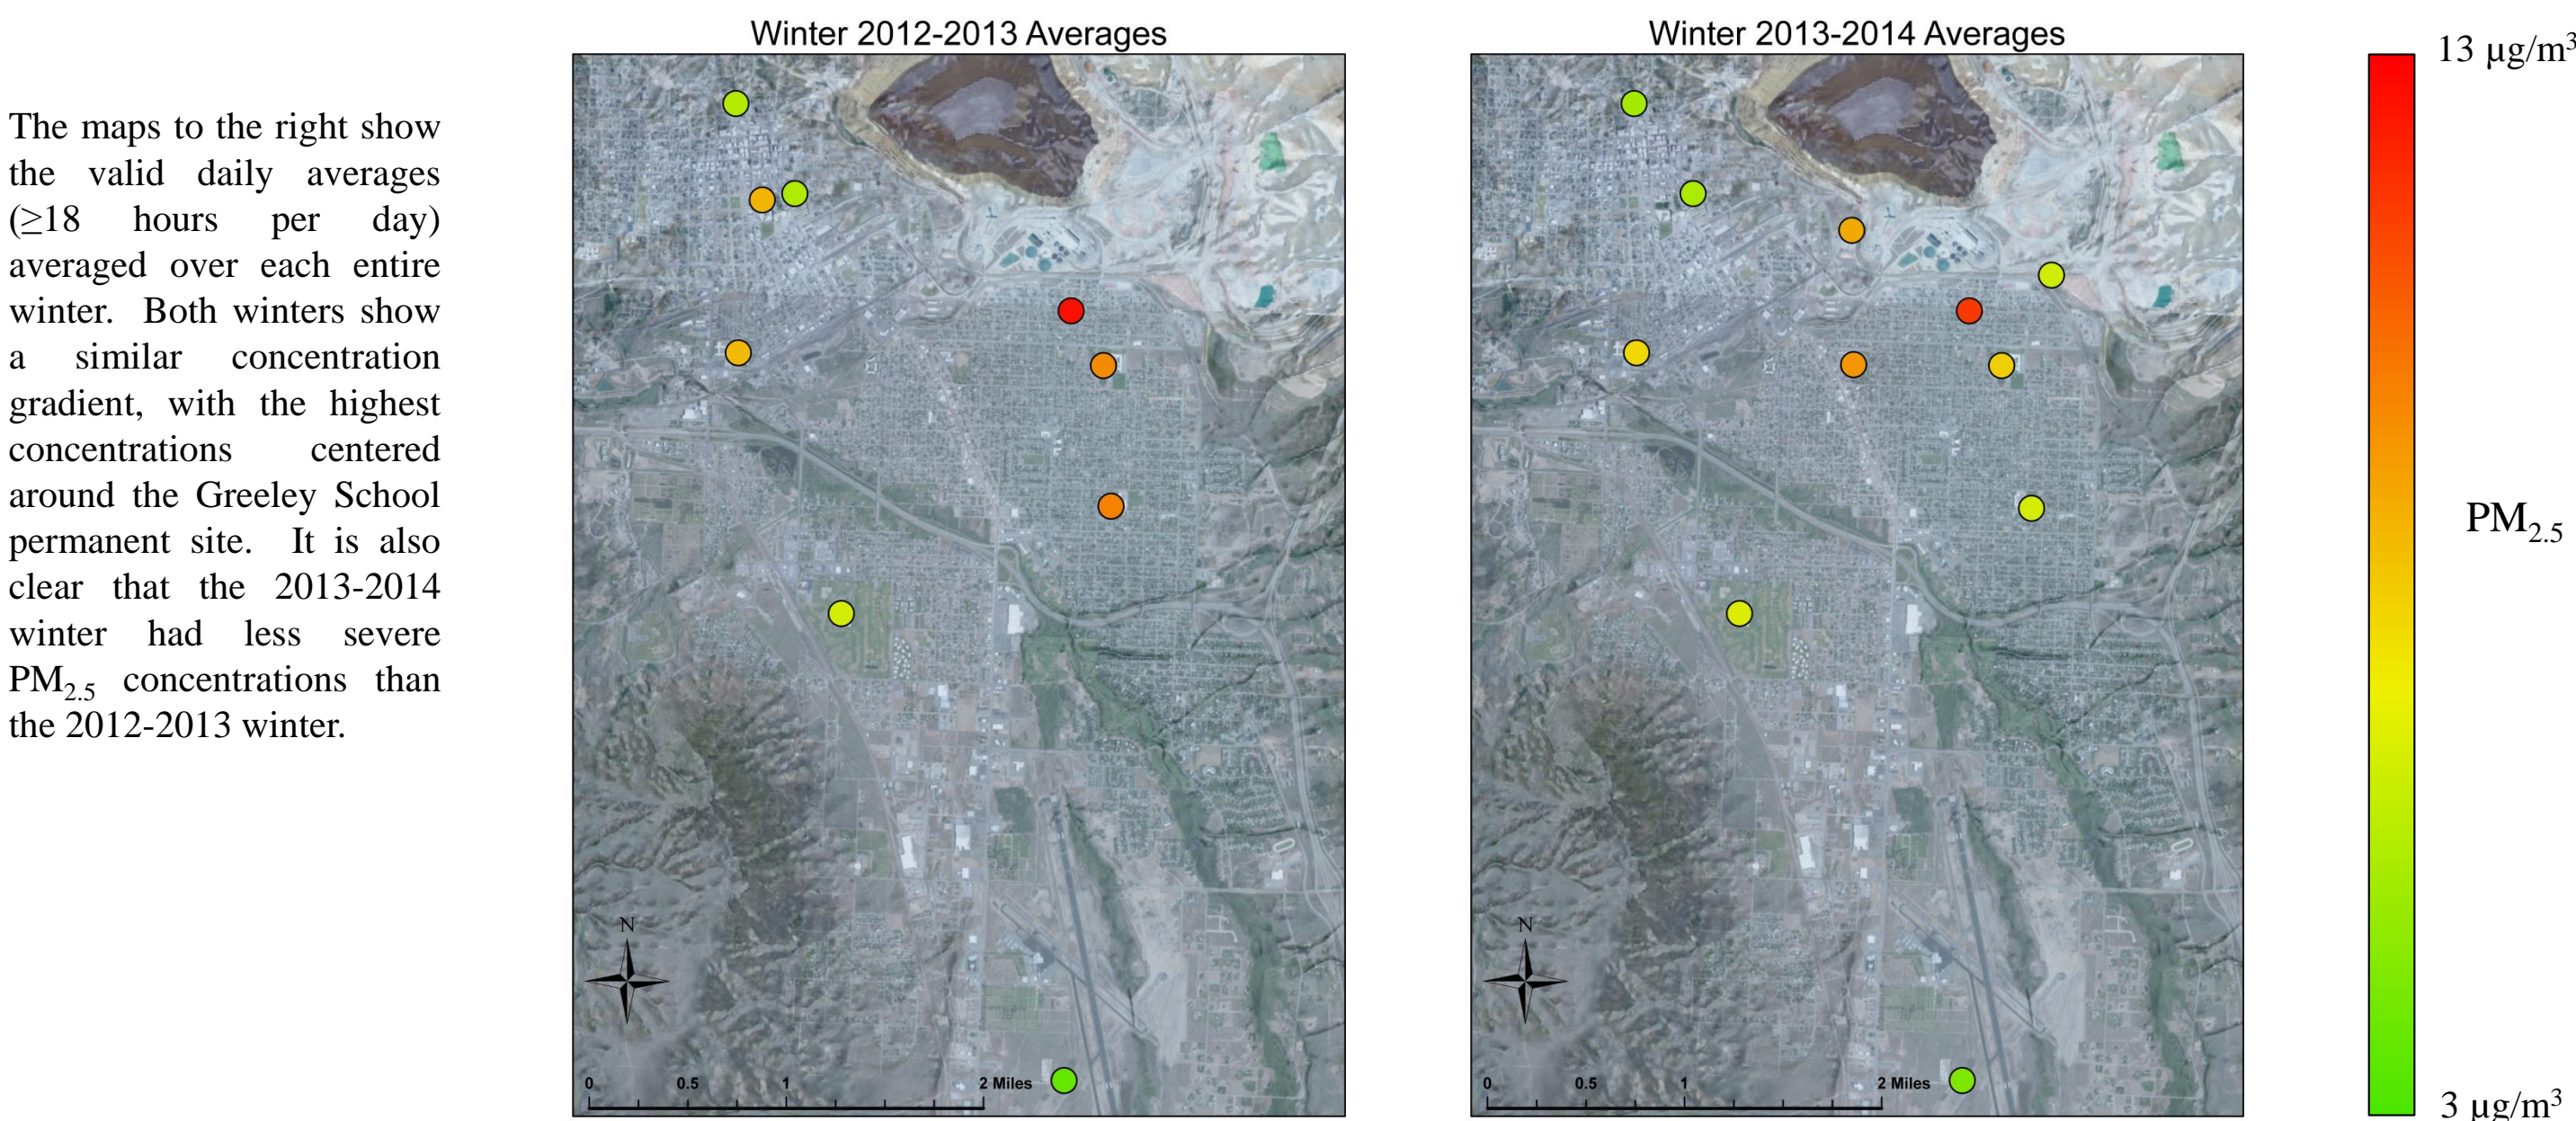 The maps to the right show
the valid daily averages
(≥18 hours per day)
averaged over each entire
winter. Both winters show
a similar concentration
gradient, with the highest
concentrations centered
around the Greeley School
permanent site. It is also
clear that the 2013-2014
winter had less severe
PM2.5 concentrations than
the 2012-2013 winter.
Winter 2012-2013 Averages
N
0 0.5 1 2 Miles
Winter 2013-2014 Averages
N
0 0.5 1 2 Miles
13 µg/m³
PM2.5
3 µg/m³